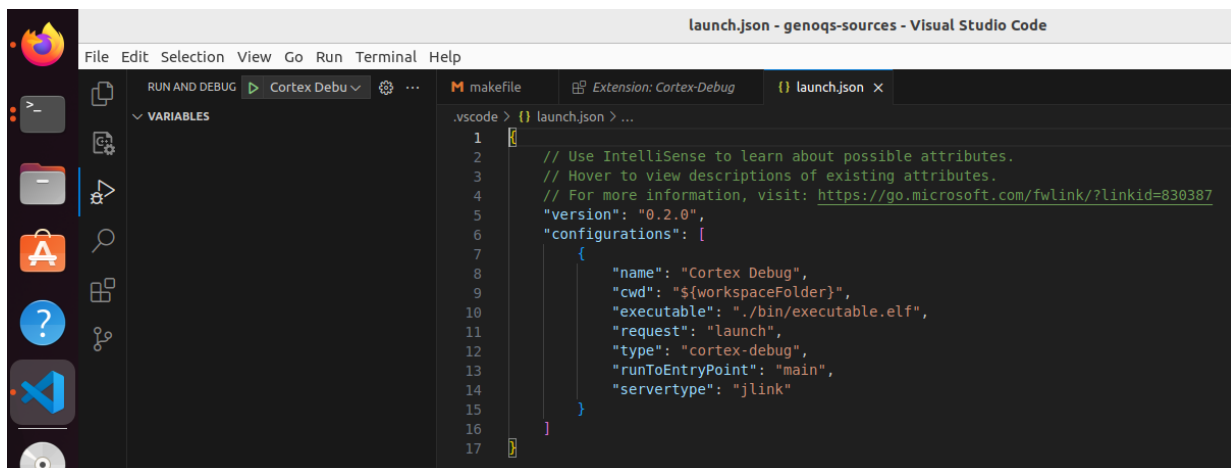 launch.json - genoqs-sources - Visual Studio Code
File Edit Selection View Go Run Terminal Help
RUN AND DEBUG Cortex Debu ...
VARIABLES
makefile
Extension: Cortex-Debug
{} launch.json
.vscode > {} launch.json > ...
1 {
2 // Use IntelliSense to learn about possible attributes.
3 // Hover to view descriptions of existing attributes.
4 // For more information, visit: https://go.microsoft.com/fwlink/?linkid=830387
5 "version": "0.2.0",
6 "configurations": [
7 {
8 "name": "Cortex Debug",
9 "cwd": "${workspaceFolder}",
10 "executable": "./bin/executable.elf",
11 "request": "launch",
12 "type": "cortex-debug",
13 "runToEntryPoint": "main",
14 "servertype": "jlink"
15 }
16 ]
17 }